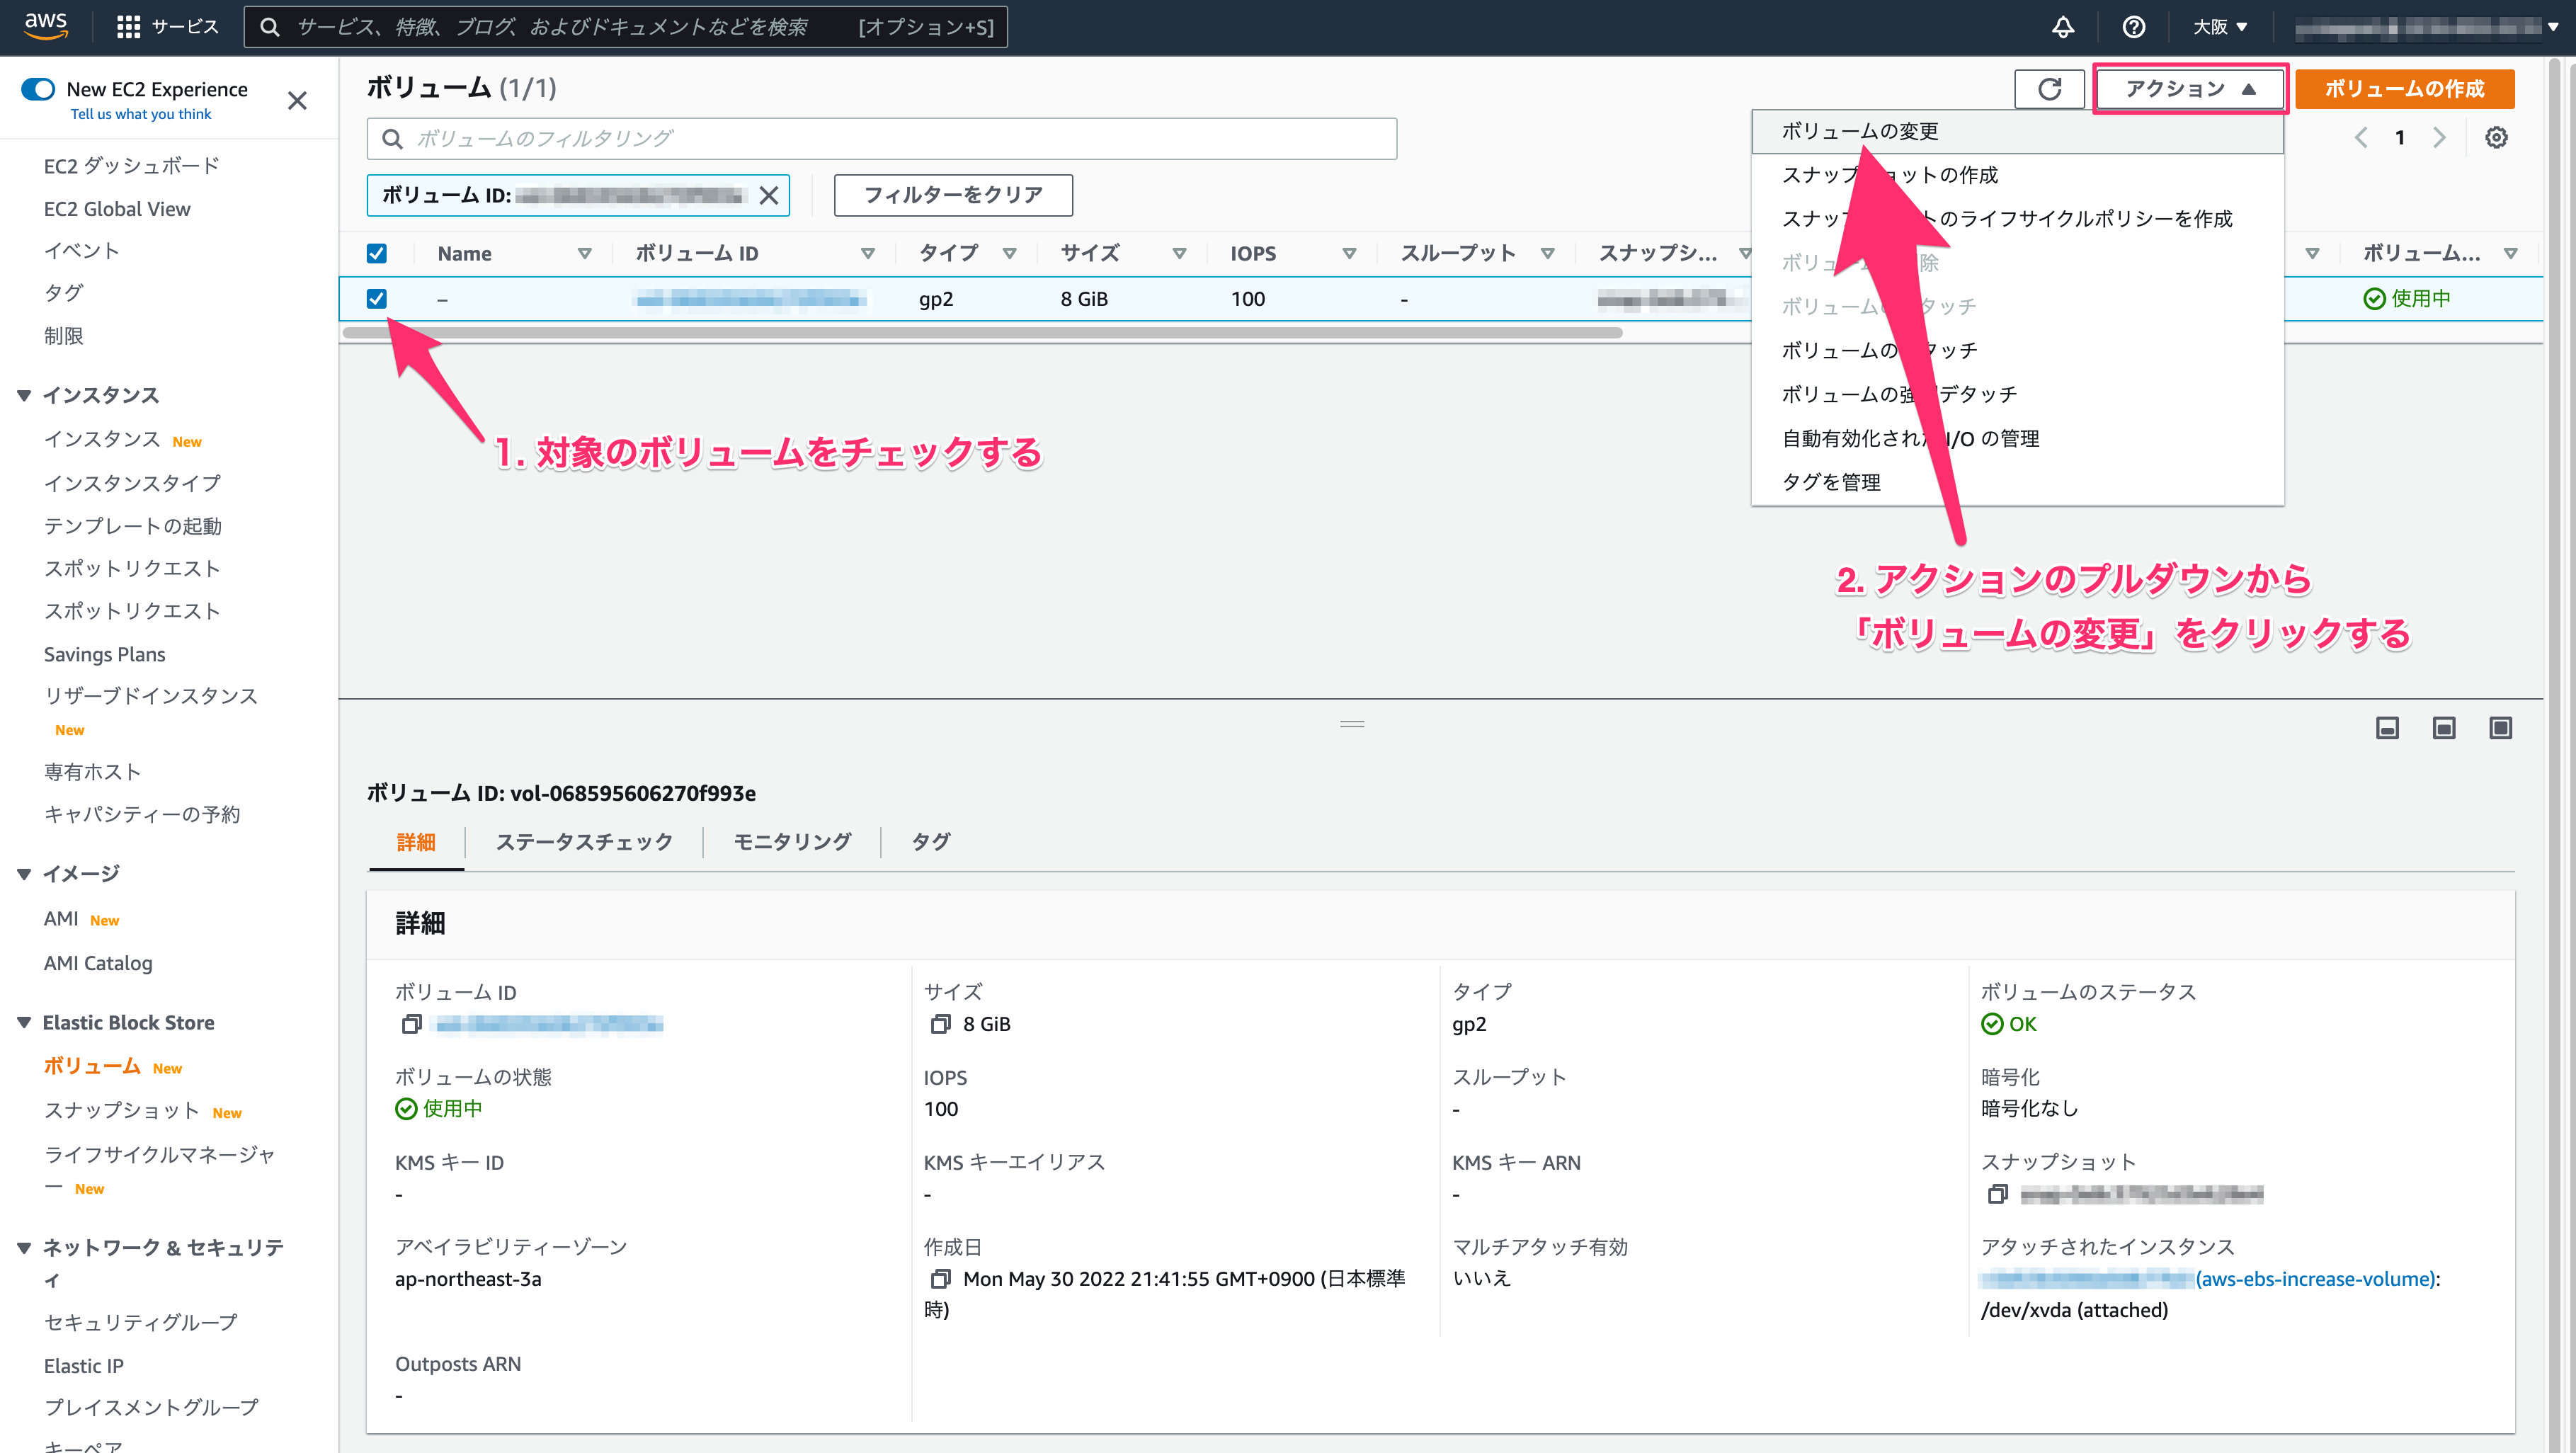 aws
サービス
サービス、特徴、ブログ、およびドキュメントなどを検索
[オプション+S]
大阪
New EC2 Experience
Tell us what you think
EC2 ダッシュボード
EC2 Global View
イベント
タグ
制限
インスタンス
インスタンス New
インスタンスタイプ
テンプレートの起動
スポットリクエスト
スポットリクエスト
Savings Plans
リザーブドインスタンス
New
専有ホスト
キャパシティーの予約
イメージ
AMI New
AMI Catalog
Elastic Block Store
ボリューム New
スナップショット New
ライフサイクルマネージャ
ー New
ネットワーク & セキュリテ
ィ
セキュリティグループ
Elastic IP
プレイスメントグループ
キーペア
ボリューム (1/1)
アクション
ボリュームの作成
ボリュームのフィルタリング
1
ボリューム ID:
フィルターをクリア
Name ボリューム ID タイプ サイズ IOPS スループット スナップシ... ボリューム...
– gp2 8 GiB 100 - 使用中
ボリュームの変更
スナップショットの作成
スナップショットのライフサイクルポリシーを作成
ボリュームの削除
ボリュームのアタッチ
ボリュームのデタッチ
ボリュームの強制デタッチ
自動有効化された I/O の管理
タグを管理
1. 対象のボリュームをチェックする
2. アクションのプルダウンから
「ボリュームの変更」をクリックする
ボリューム ID: vol-068595606270f993e
詳細 ステータスチェック モニタリング タグ
詳細
ボリューム ID
サイズ
8 GiB
タイプ
gp2
ボリュームのステータス
OK
ボリュームの状態
使用中
IOPS
100
スループット
-
暗号化
暗号化なし
KMS キー ID
-
KMS キーエイリアス
-
KMS キー ARN
-
スナップショット
アベイラビリティーゾーン
ap-northeast-3a
作成日
Mon May 30 2022 21:41:55 GMT+0900 (日本標準
時)
マルチアタッチ有効
いいえ
アタッチされたインスタンス
(aws-ebs-increase-volume):
/dev/xvda (attached)
Outposts ARN
-